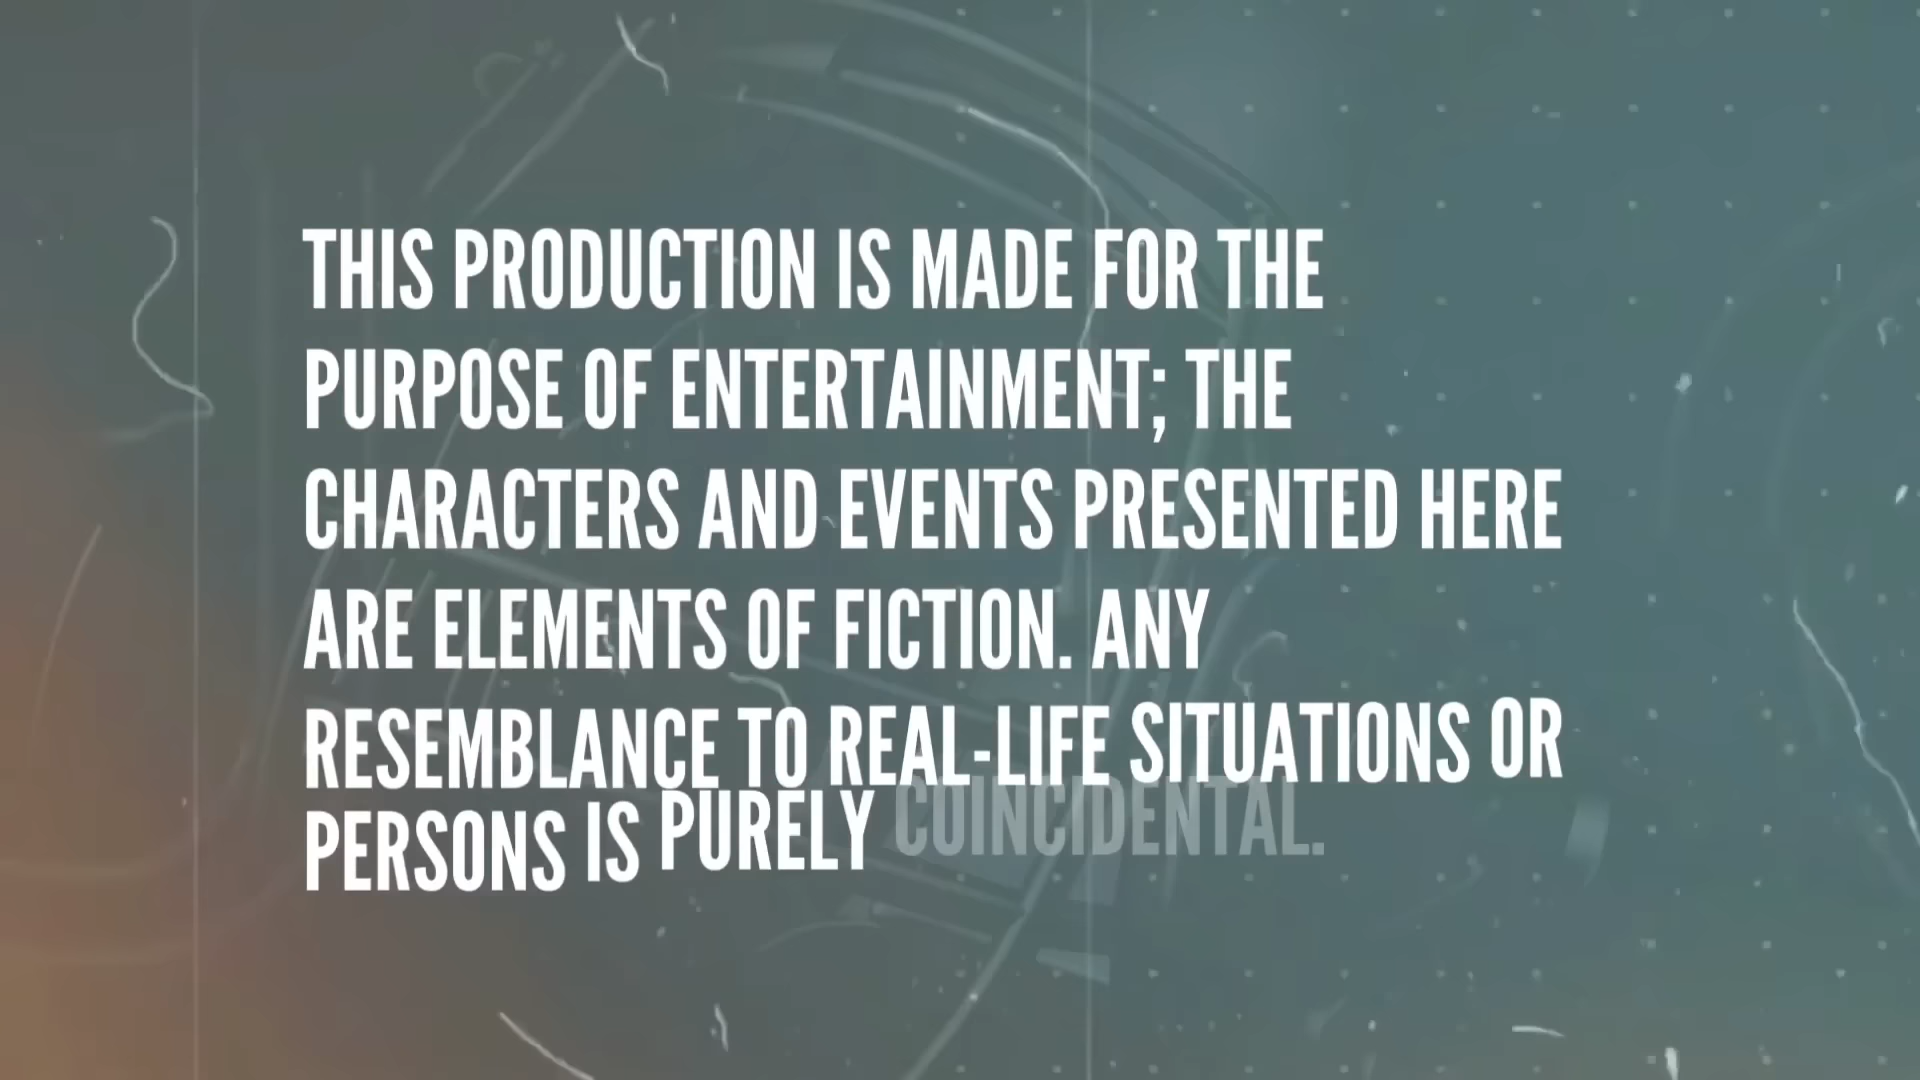 THIS PRODUCTION IS MADE FOR THE
PURPOSE OF ENTERTAINMENT; THE
CHARACTERS AND EVENTS PRESENTED HERE
ARE ELEMENTS OF FICTION. ANY
RESEMBLANCE TO REAL-LIFE SITUATIONS OR
PERSONS IS PURELY COINCIDENTAL.